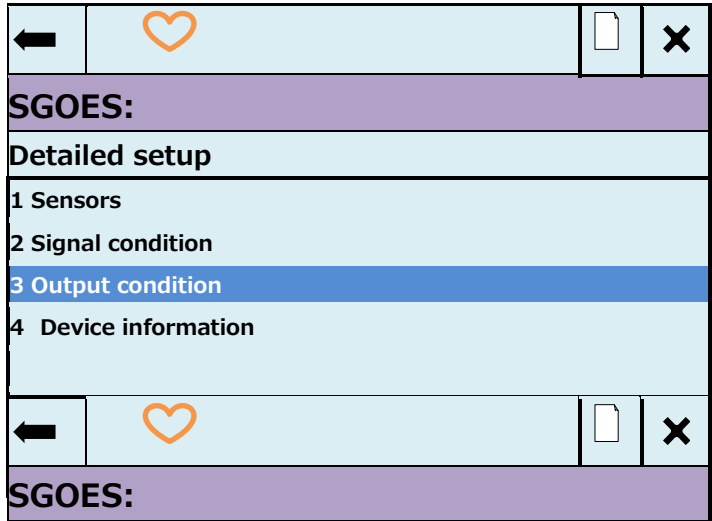 SGOES:
Detailed setup
1 Sensors
2 Signal condition
3 Output condition
4 Device information
SGOES: